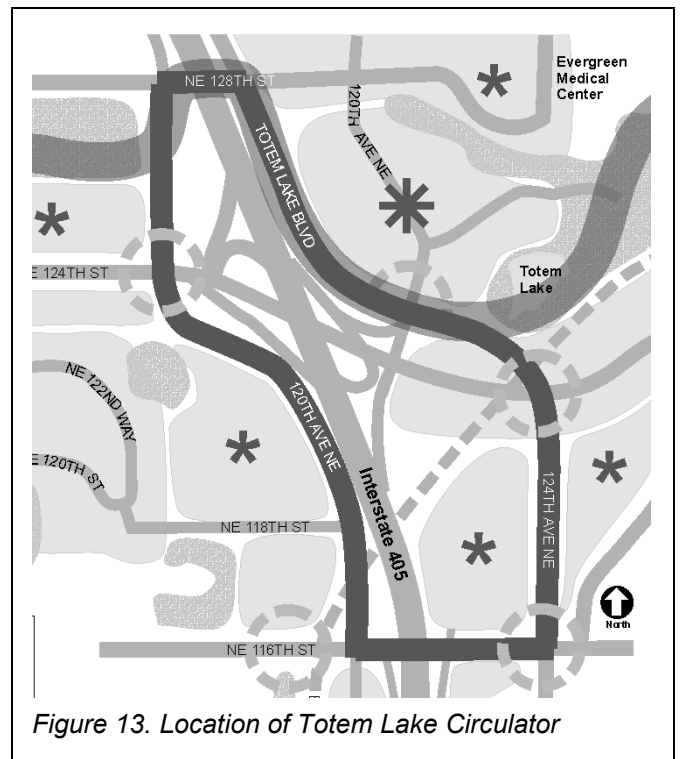 Evergreen
Medical
Center
NE 128TH ST
120TH
AVE NE
TOTEM LAKE BLVD
Totem
Lake
E 124TH ST
NE 122ND WAY
120TH AVE NE
E 120TH ST
Interstate 405
124TH AVE NE
NE 118TH ST
North
NE 116TH ST
Figure 13. Location of Totem Lake Circulator